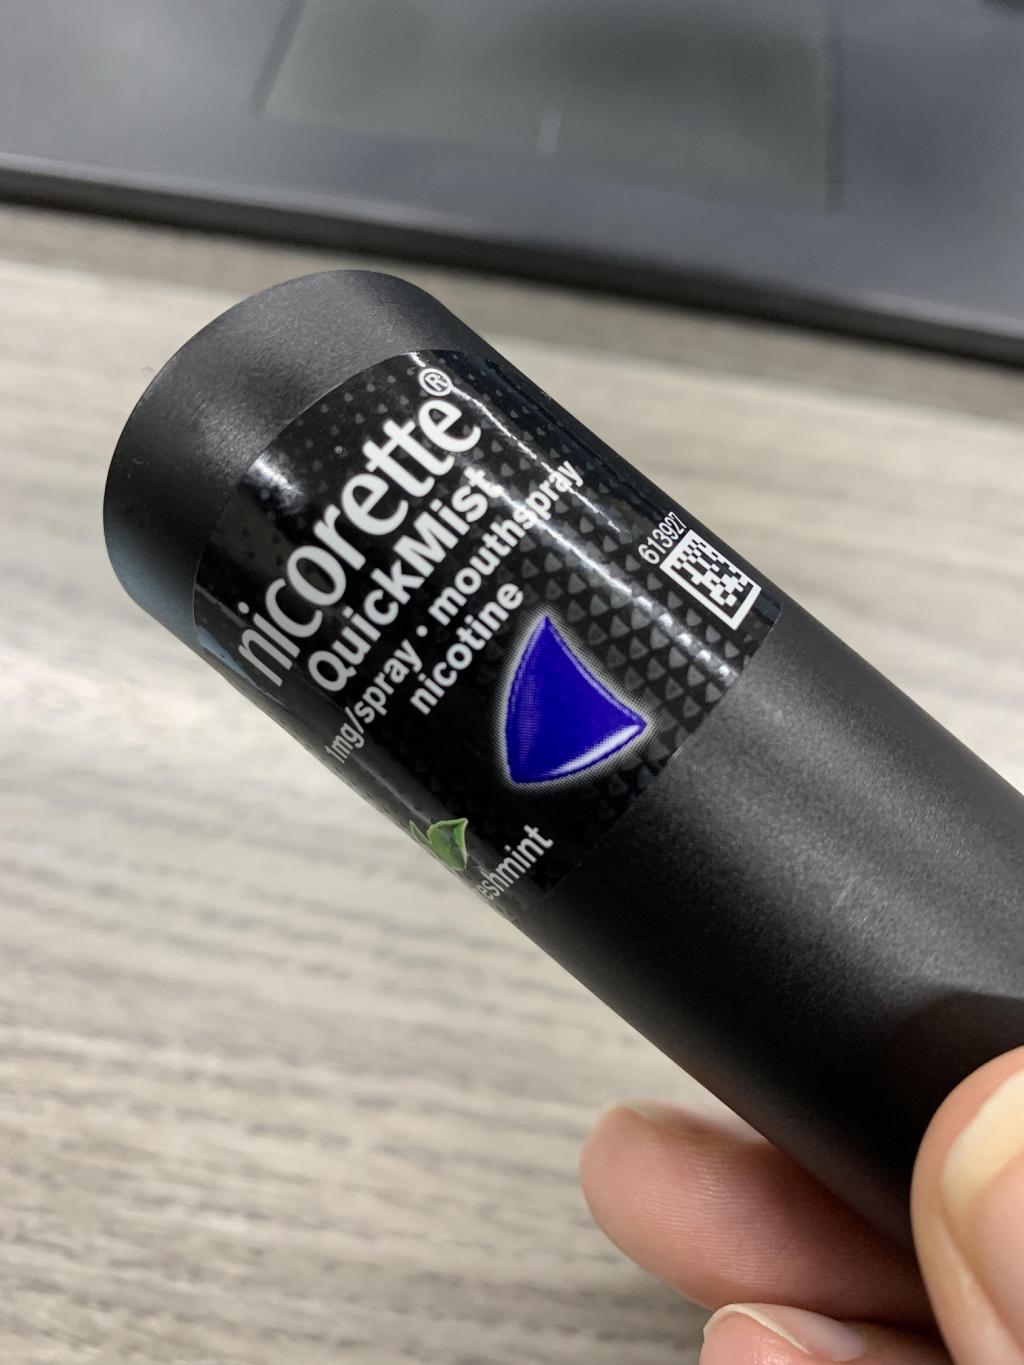 nicorette®
QuickMist
1mg/spray • mouthspray
nicotine
613927
eshmint